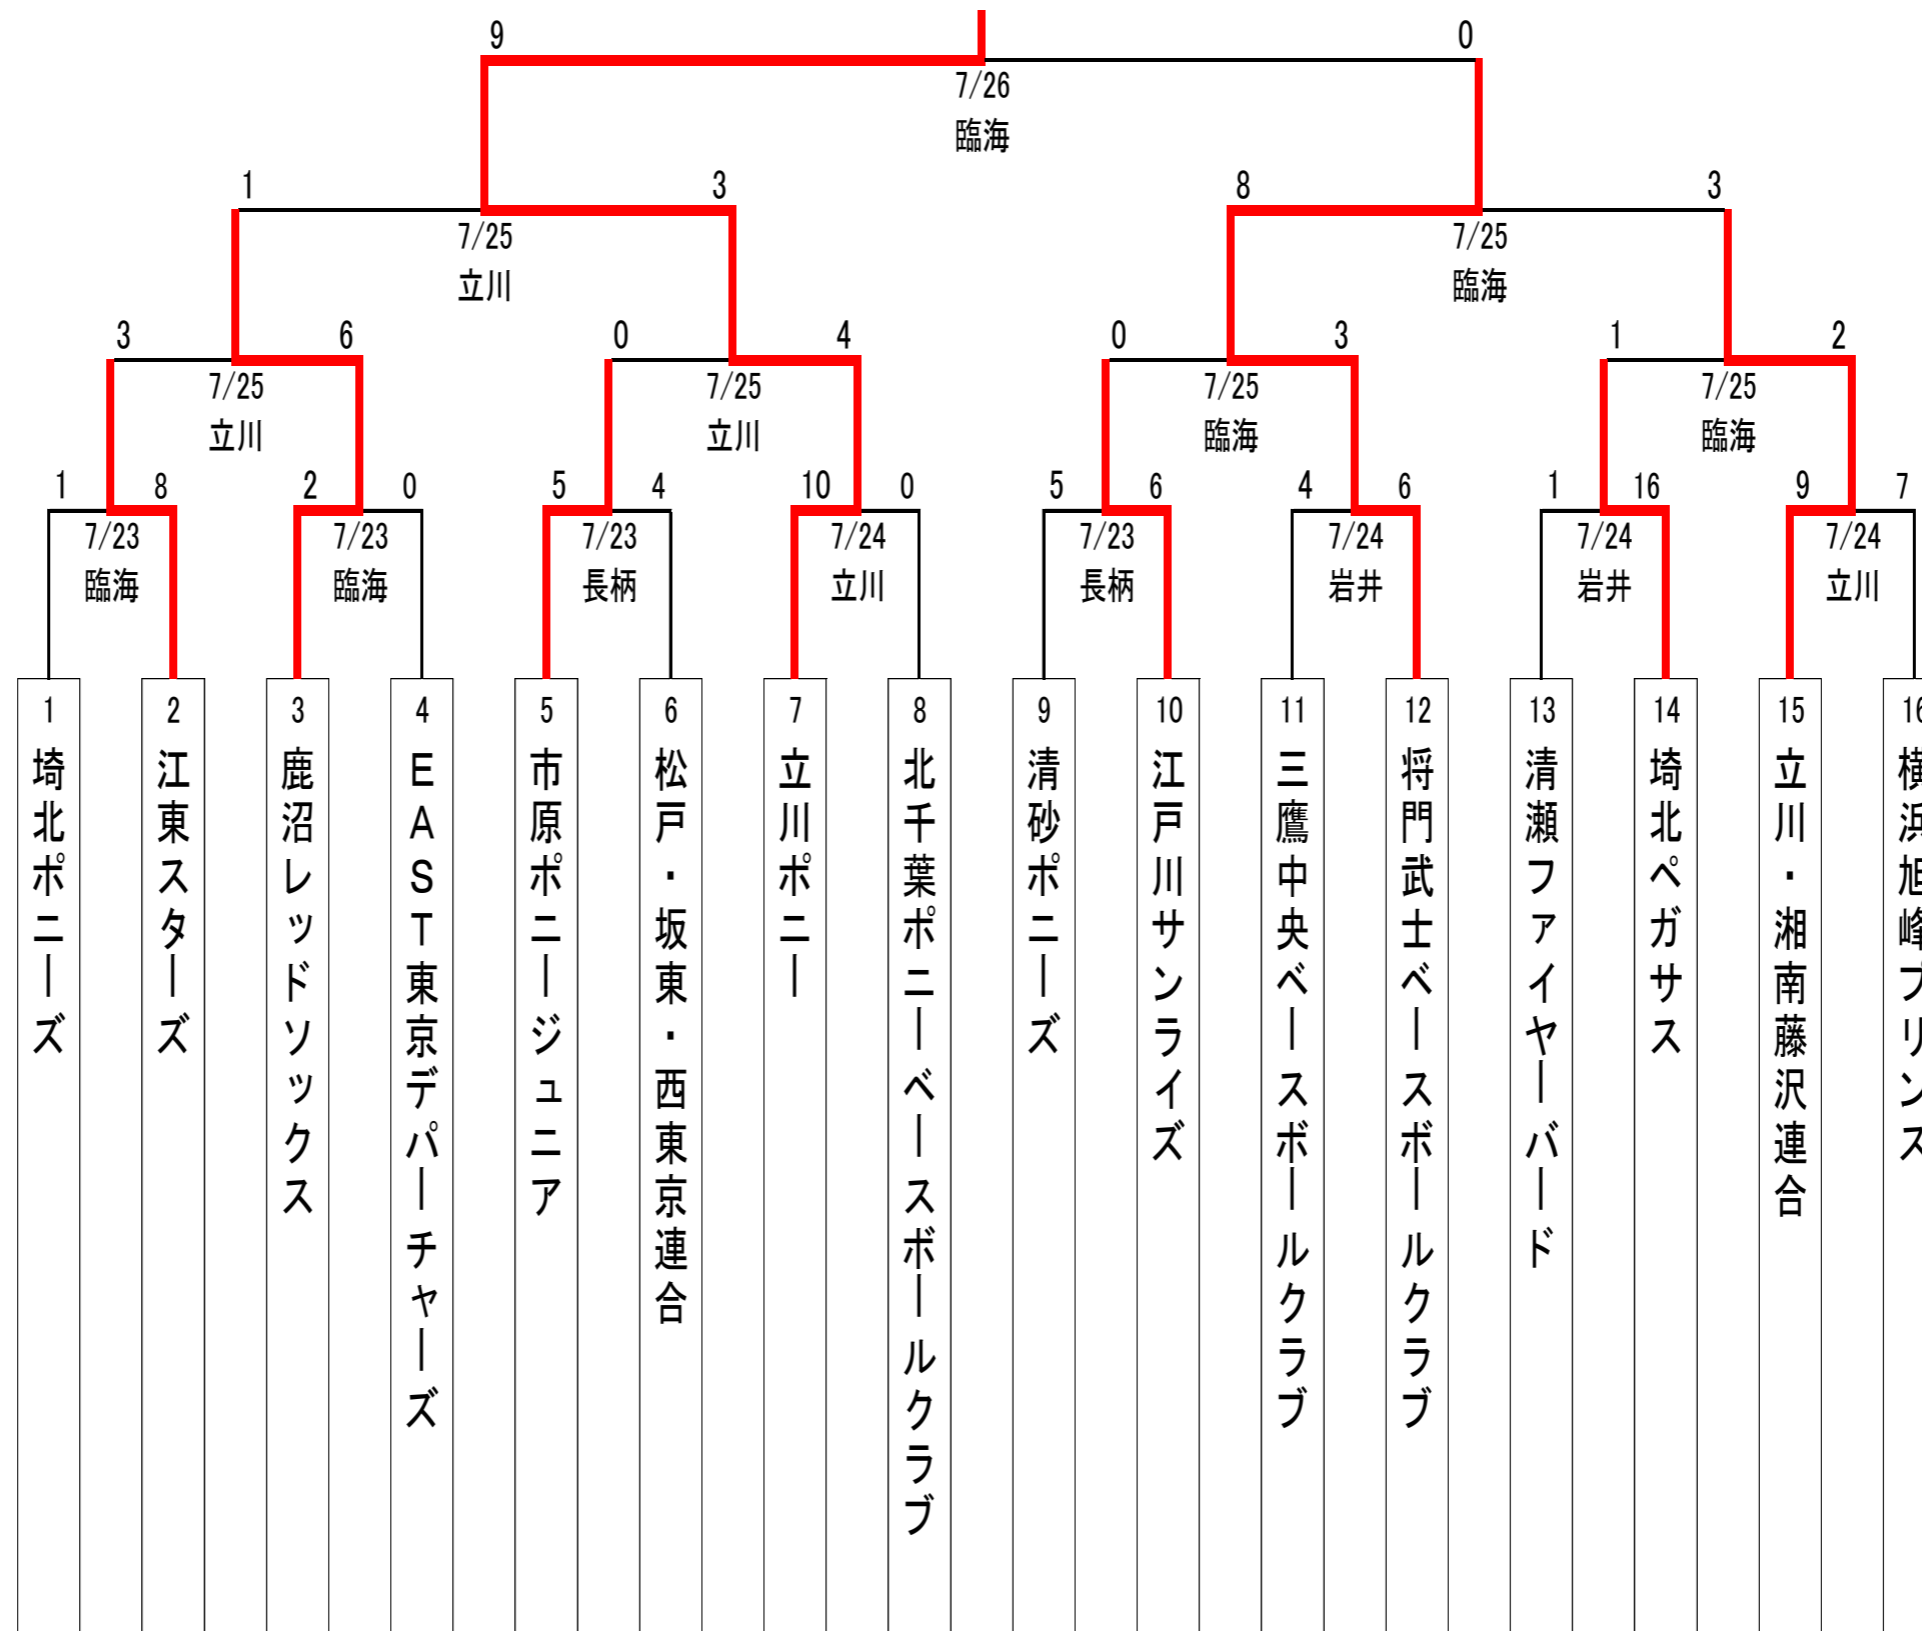 9 0
7/26
臨海
1 3 8 3
7/25 7/25
立川 臨海
3 6 0 4 0 3 1 2
7/25 7/25 7/25 7/25
立川 立川 臨海 臨海
1 8 2 0 5 4 10 0 5 6 4 6 1 16 9 7
7/23 7/23 7/23 7/24 7/23 7/24 7/24 7/24
臨海 臨海 長柄 立川 長柄 岩井 岩井 立川
1 埼北ポニーズ
2 江東スターズ
3 鹿沼レッドソックス
4 EAST東京デパーチャーズ
5 市原ポニージュニア
6 松戸・坂東・西東京連合
7 立川ポニー
8 北千葉ポニーベースボールクラブ
9 清砂ポニーズ
10 江戸川サンライズ
11 三鷹中央ベースボールクラブ
12 将門武士ベースボールクラブ
13 清瀬ファイヤーバード
14 埼北ペガサス
15 立川・湘南藤沢連合
16 横浜旭峰プリンス